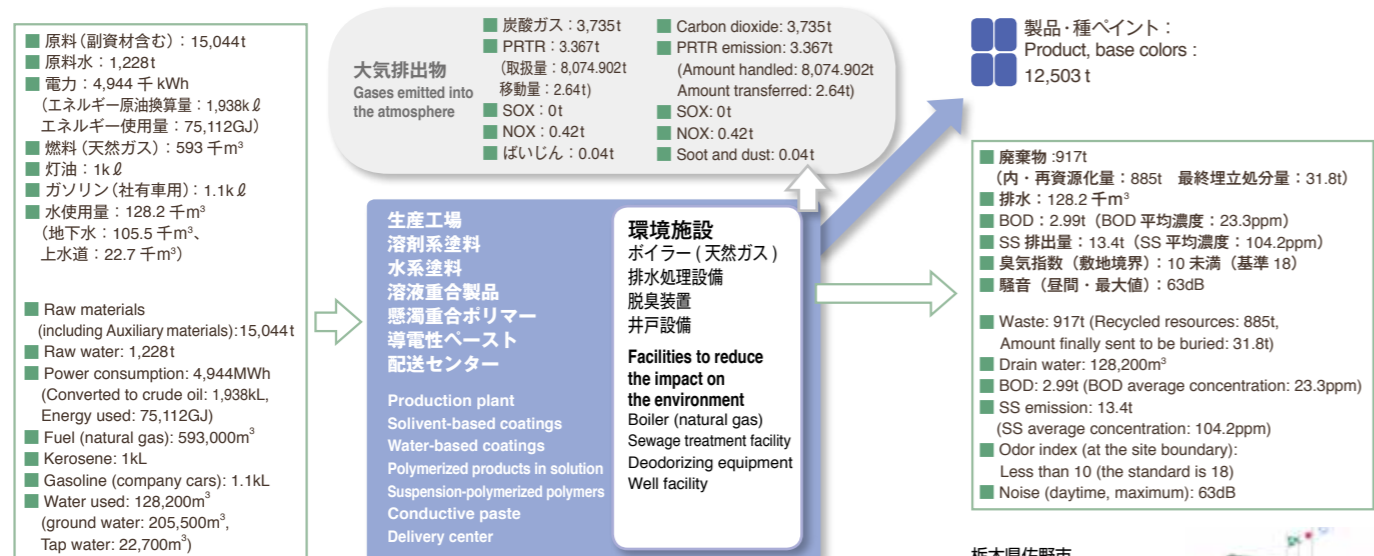 原料(副資材含む):15,044t
原料水:1,228t
電力:4,944 千 kWh
(エネルギー原油換算量:1,938kℓ
エネルギー使用量:75,112GJ)
燃料(天然ガス):593 千m³
灯油:1kℓ
ガソリン(社有車用):1.1kℓ
水使用量:128.2 千m³
(地下水:105.5 千m³、
上水道:22.7 千m³)
Raw materials
(including Auxiliary materials):15,044t
Raw water: 1,228t
Power consumption: 4,944MWh
(Converted to crude oil: 1,938kL,
Energy used: 75,112GJ)
Fuel (natural gas): 593,000m³
Kerosene: 1kL
Gasoline (company cars): 1.1kL
Water used: 128,200m³
(ground water: 205,500m³,
Tap water: 22,700m³)
大気排出物
Gases emitted into
the atmosphere
炭酸ガス:3,735t
PRTR:3.367t
(取扱量:8,074.902t
移動量:2.64t)
SOX:0t
NOX:0.42t
ばいじん:0.04t
Carbon dioxide: 3,735t
PRTR emission: 3.367t
(Amount handled: 8,074.902t
Amount transferred: 2.64t)
SOX: 0t
NOX: 0.42t
Soot and dust: 0.04t
生産工場
溶剤系塗料
水系塗料
溶液重合製品
懸濁重合ポリマー
導電性ペースト
配送センター
Production plant
Solivent-based coatings
Water-based coatings
Polymerized products in solution
Suspension-polymerized polymers
Conductive paste
Delivery center
環境施設
ボイラー ( 天然ガス )
排水処理設備
脱臭装置
井戸設備
Facilities to reduce
the impact on
the environment
Boiler (natural gas)
Sewage treatment facility
Deodorizing equipment
Well facility
製品・種ペイント:
Product, base colors :
12,503 t
廃棄物 :917t
(内・再資源化量:885t 最終埋立処分量:31.8t)
排水:128.2 千m³
BOD:2.99t(BOD 平均濃度:23.3ppm)
SS 排出量:13.4t(SS 平均濃度:104.2ppm)
臭気指数(敷地境界):10 未満(基準 18)
騒音(昼間・最大値):63dB
Waste: 917t (Recycled resources: 885t,
Amount finally sent to be buried: 31.8t)
Drain water: 128,200m³
BOD: 2.99t (BOD average concentration: 23.3ppm)
SS emission: 13.4t
(SS average concentration: 104.2ppm)
Odor index (at the site boundary):
Less than 10 (the standard is 18)
Noise (daytime, maximum): 63dB
栃木県佐野市